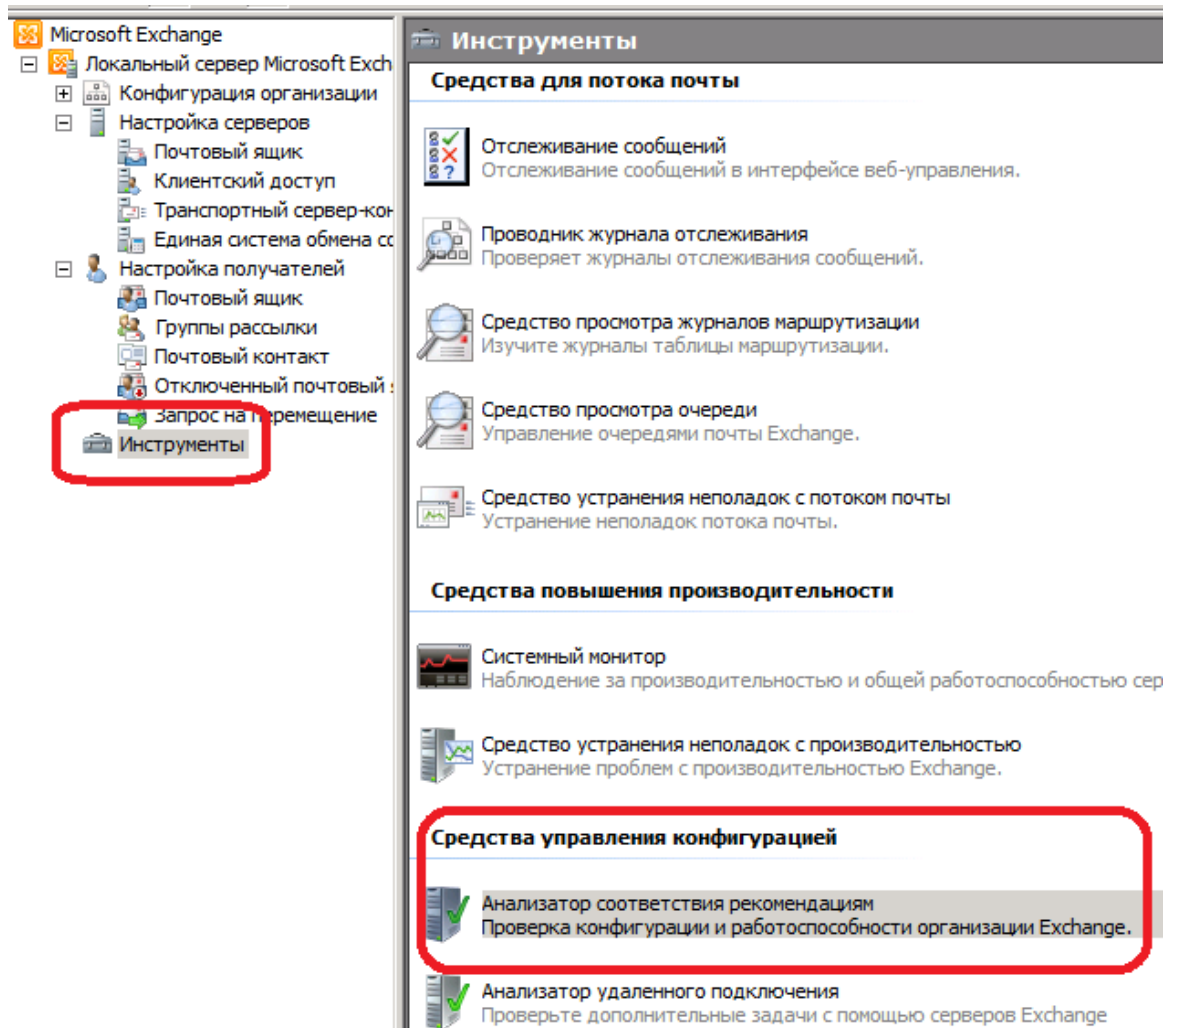 Microsoft Exchange
Локальный сервер Microsoft Exch
Конфигурация организации
Настройка серверов
Почтовый ящик
Клиентский доступ
Транспортный сервер-кон
Единая система обмена со
Настройка получателей
Почтовый ящик
Группы рассылки
Почтовый контакт
Отключенный почтовый
Запрос на перемещение
Инструменты
Инструменты
Средства для потока почты
Отслеживание сообщений
Отслеживание сообщений в интерфейсе веб-управления.
Проводник журнала отслеживания
Проверяет журналы отслеживания сообщений.
Средство просмотра журналов маршрутизации
Изучите журналы таблицы маршрутизации.
Средство просмотра очереди
Управление очередями почты Exchange.
Средство устранения неполадок с потоком почты
Устранение неполадок потока почты.
Средства повышения производительности
Системный монитор
Наблюдение за производительностью и общей работоспособностью сер
Средство устранения неполадок с производительностью
Устранение проблем с производительностью Exchange.
Средства управления конфигурацией
Анализатор соответствия рекомендациям
Проверка конфигурации и работоспособности организации Exchange.
Анализатор удаленного подключения
Проверьте дополнительные задачи с помощью серверов Exchange